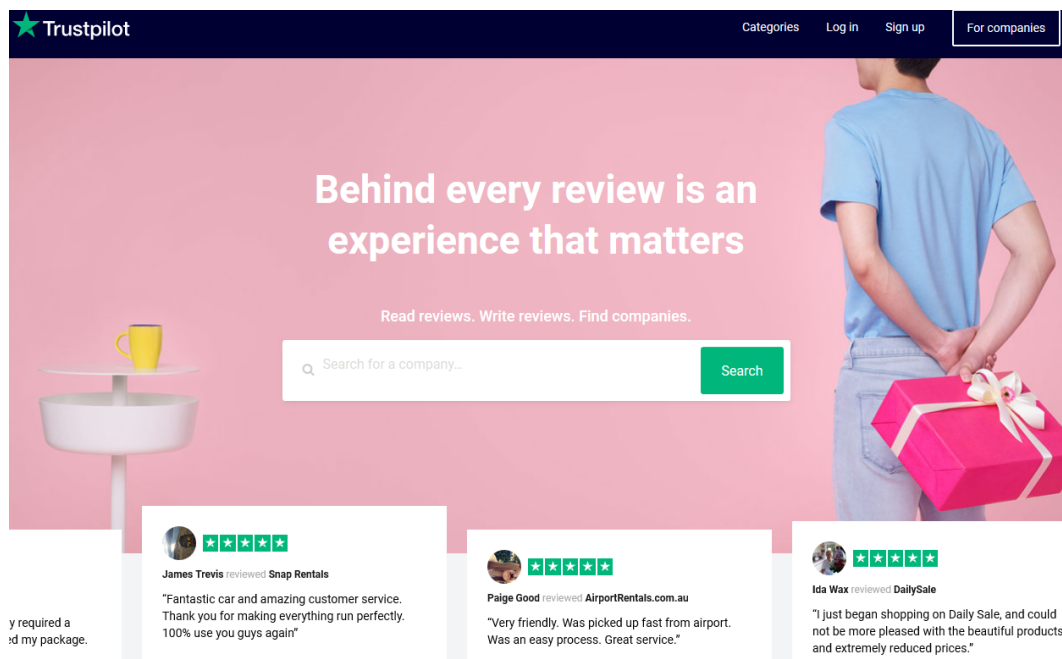 Trustpilot
Categories
Log in
Sign up
For companies
Behind every review is an
experience that matters
Read reviews. Write reviews. Find companies.
Search for a company...
Search
y required a
ed my package.
James Trevis reviewed Snap Rentals
“Fantastic car and amazing customer service.
Thank you for making everything run perfectly.
100% use you guys again”
Paige Good reviewed AirportRentals.com.au
“Very friendly. Was picked up fast from airport.
Was an easy process. Great service.”
Ida Wax reviewed DailySale
“I just began shopping on Daily Sale, and could
not be more pleased with the beautiful products
and extremely reduced prices.”